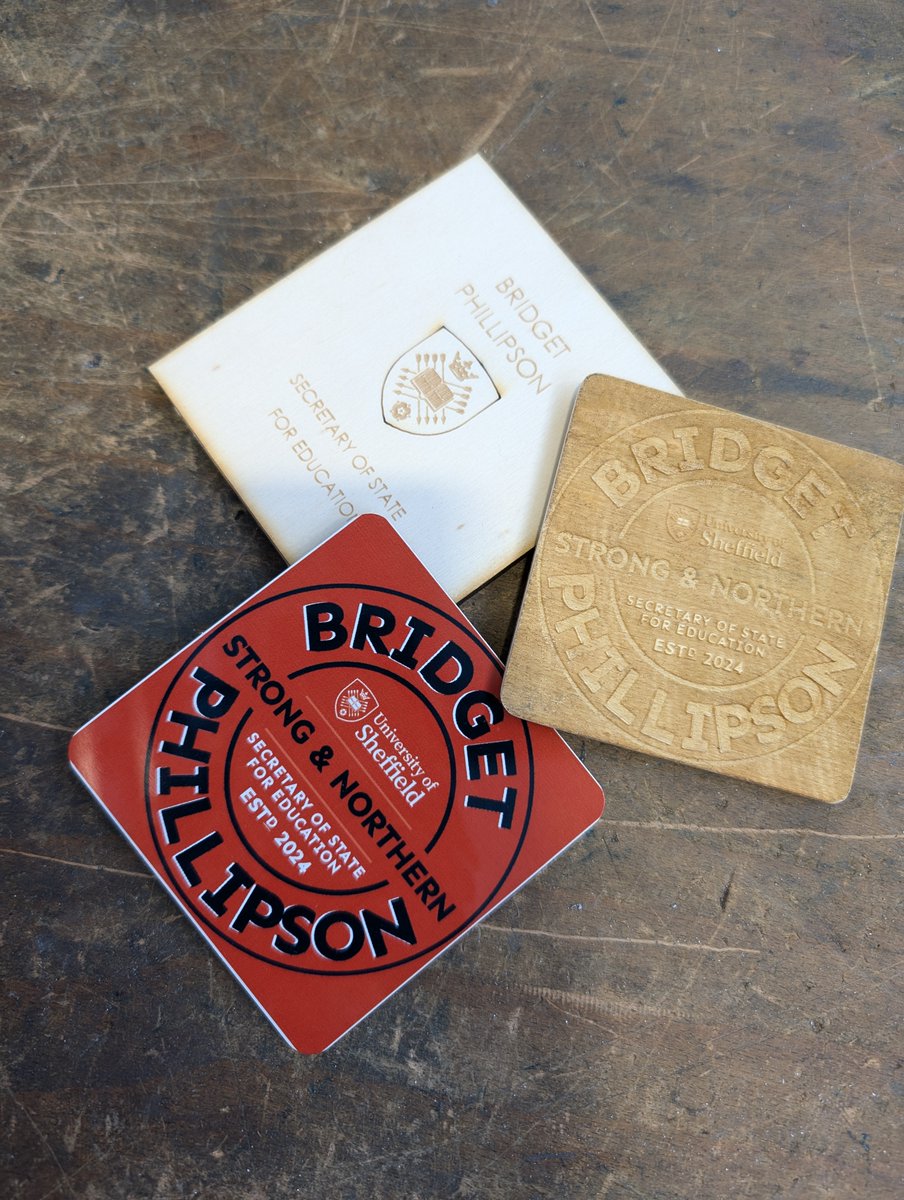 BRIDGET
PHILLIPSON
SECRETARY OF STATE
FOR EDUCATION
BRIDGET
University of
Sheffield
STRONG & NORTHERN
SECRETARY OF STATE
FOR EDUCATION
ESTD 2024
PHILLIPSON
BRIDGET
University of
Sheffield
STRONG & NORTHERN
SECRETARY OF STATE
FOR EDUCATION
ESTD 2024
PHILLIPSON